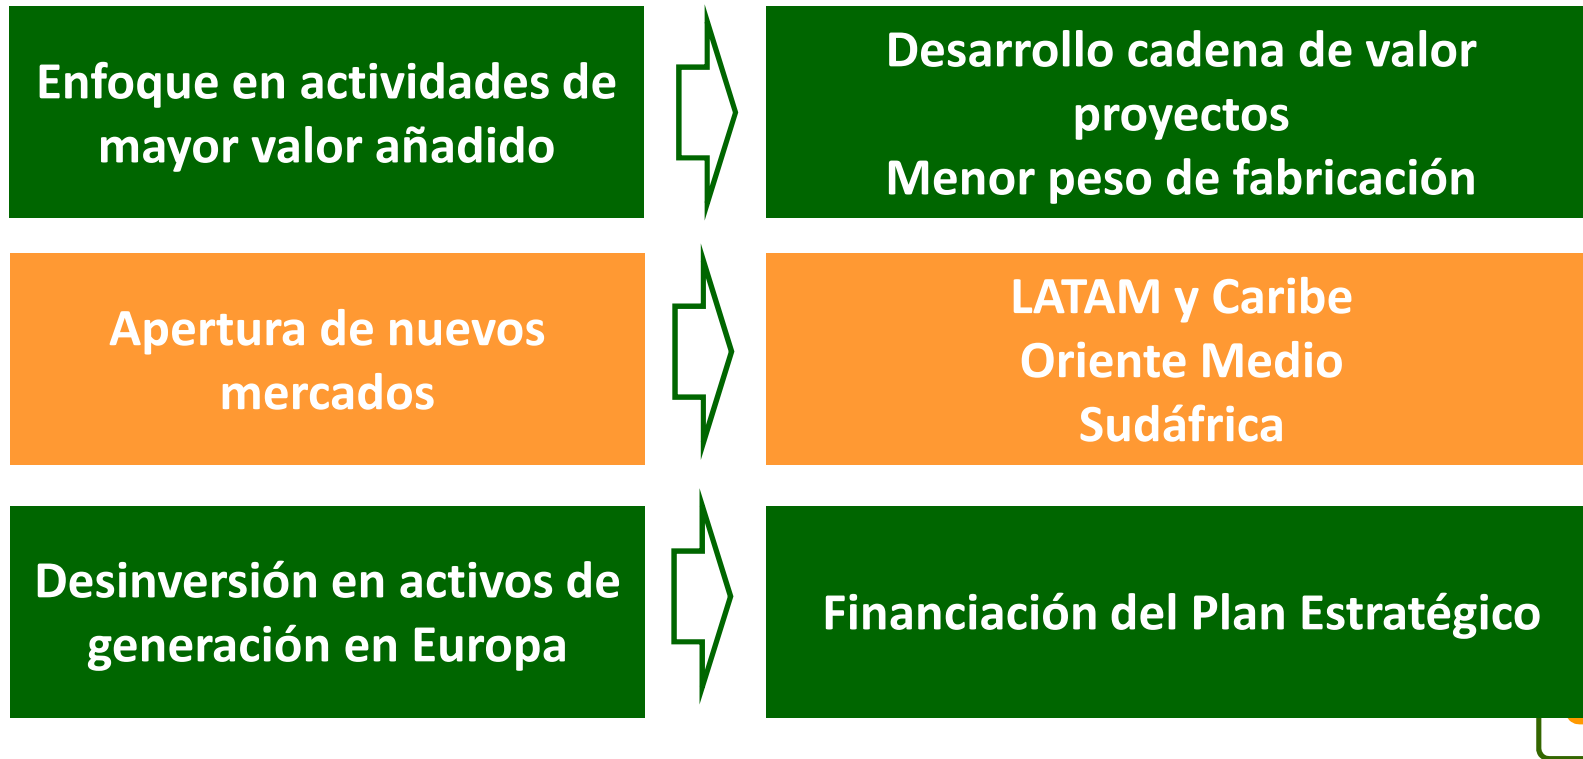 Enfoque en actividades de
mayor valor añadido
Desarrollo cadena de valor
proyectos
Menor peso de fabricación
Apertura de nuevos
mercados
LATAM y Caribe
Oriente Medio
Sudáfrica
Desinversión en activos de
generación en Europa
Financiación del Plan Estratégico